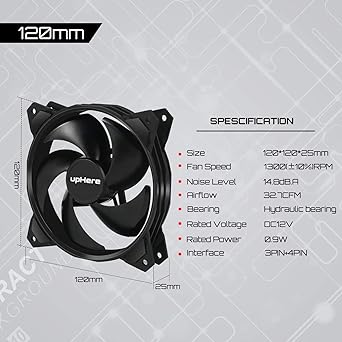 120mm
SPESCIFICATION
Size 120*120*25mm
Fan Speed 1300(±10%)RPM
Noise Level 14.8dB.A
Airflow 32.7CFM
Bearing Hydraulic bearing
Rated Voltage DC12V
Rated Power 0.9W
Interface 3PIN+4PIN
upHere
120mm
120mm
25mm